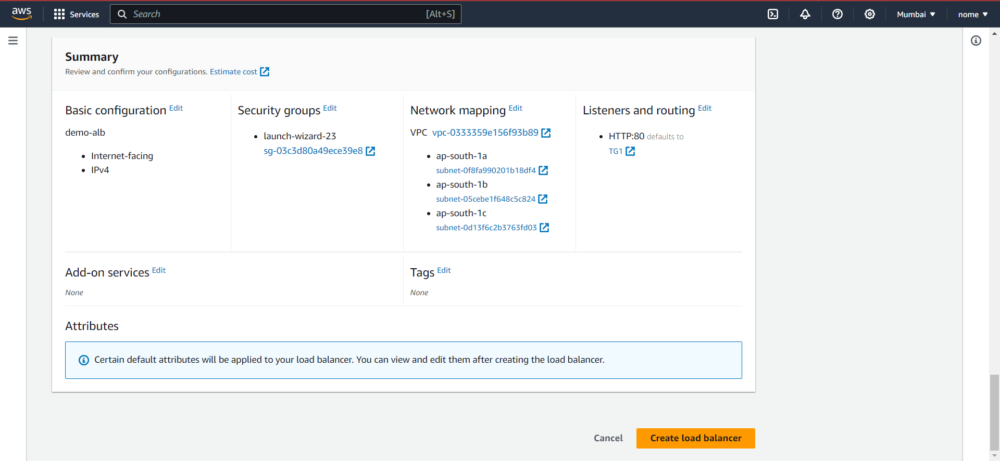 aws Services Search [Alt+S] Mumbai nome
Summary
Review and confirm your configurations. Estimate cost
Basic configuration Edit
demo-alb
Internet-facing
IPv4
Security groups Edit
launch-wizard-23
sg-03c3d80a49ece39e8
Network mapping Edit
VPC vpc-0333359e156f93b89
ap-south-1a
subnet-0f8fa990201b18df4
ap-south-1b
subnet-05cebe1f648c5c824
ap-south-1c
subnet-0d13f6c2b3763fd03
Listeners and routing Edit
HTTP:80 defaults to
TG1
Add-on services Edit
None
Tags Edit
None
Attributes
Certain default attributes will be applied to your load balancer. You can view and edit them after creating the load balancer.
Cancel Create load balancer